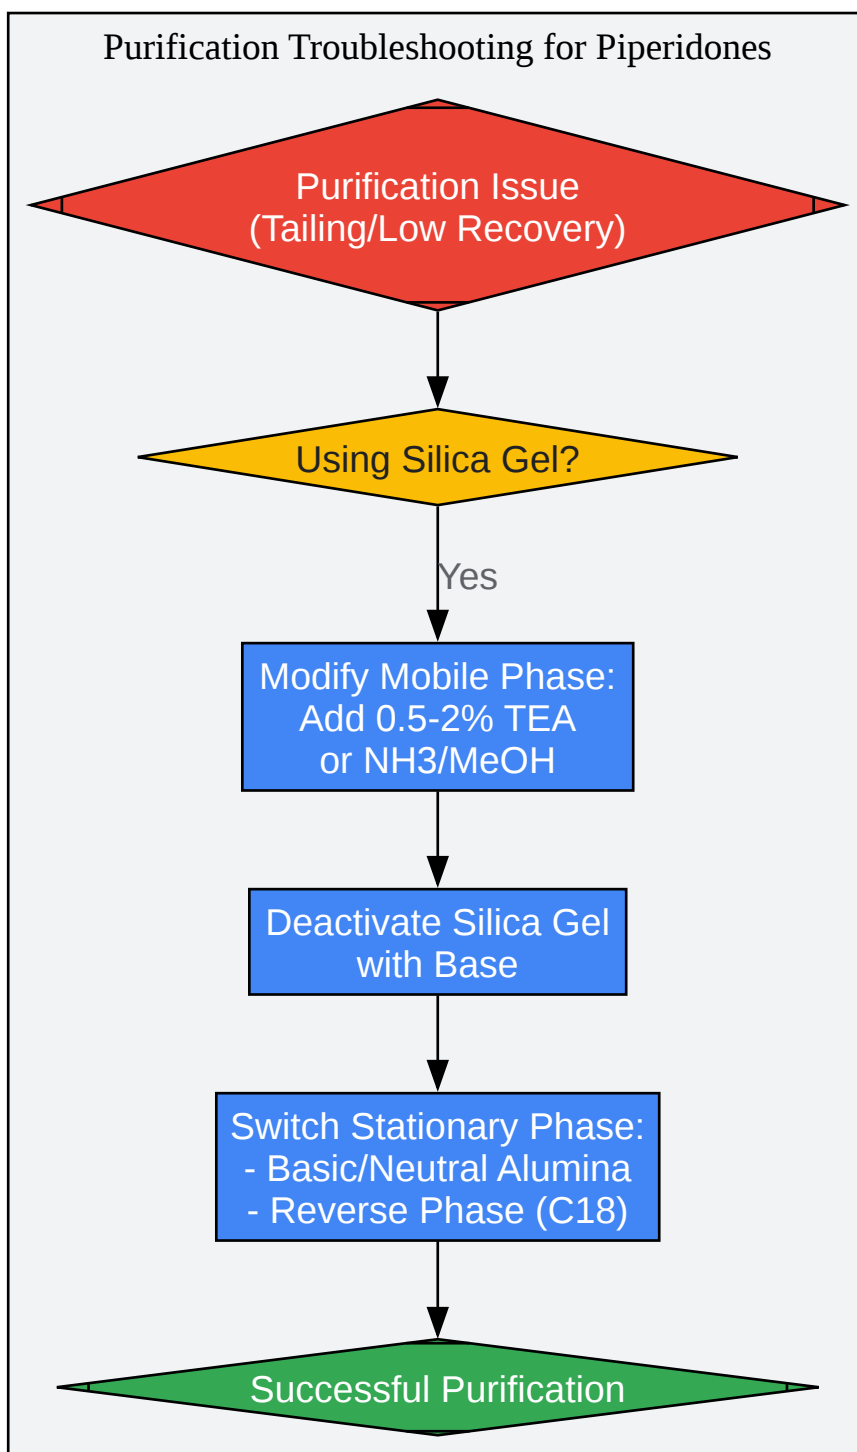 Purification Troubleshooting for Piperidones
Purification Issue
(Tailing/Low Recovery)
Using Silica Gel?
Yes
Modify Mobile Phase:
Add 0.5-2% TEA
or NH3/MeOH
Deactivate Silica Gel
with Base
Switch Stationary Phase:
- Basic/Neutral Alumina
- Reverse Phase (C18)
Successful Purification